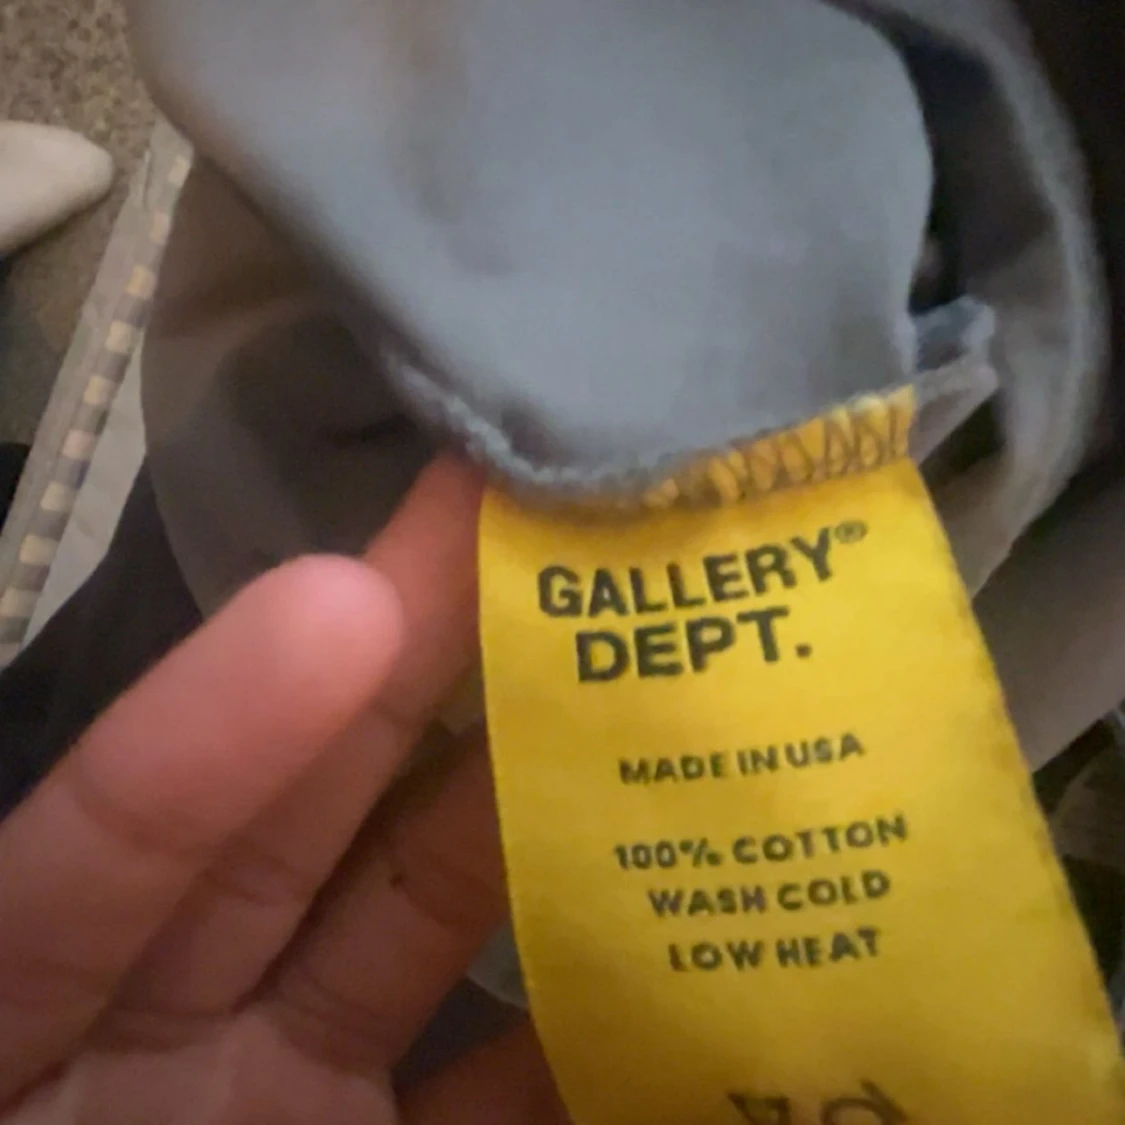 GALLERY®
DEPT.
MADE IN USA
100% COTTON
WASH COLD
LOW HEAT